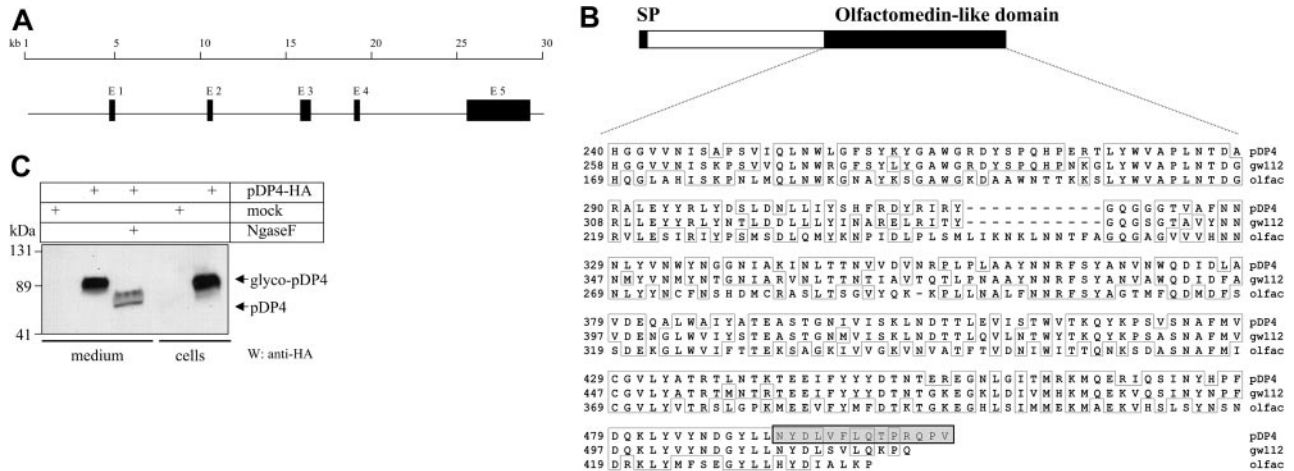 A
kb 1 5 10 15 20 25 30
E 1 E 2 E 3 E 4 E 5
B
SP Olfactomedin-like domain
240 HGGVVNISAPSVIQLNWLGFSYKYGAWGRDYSPQHPERTLYWVAPLNTDA pDP4
258 HGGVVNISKPSVVQLNWRGFSYLYGAWGRDYSPQHPNKGLYWVAPLNTDG gw112
169 HQGLAHISKPNLMQLNWKGNAYKSGAWGKDAAWNTTKKSLYWVAPLNTDG olfac
290 RALEYYRLYDSLDNLLIYSHFRDYRIRY-----------GQGGGTVAFNN pDP4
308 RLLEYYRLYNTLDDLLLYINARELRITY-----------GQGSGTAVYNN gw112
219 RVLESIRIYPSMSDLQMYKNPIDLPLSMLIKNKLNNTFAGQGAGVVVHNN olfac
329 NLYVNWYNGGNIAKINLTTNVVDVNRPLPLAAYNNRFSYANVNWQDIDLA pDP4
347 NMYVNMYNTGNIARVNLTTNTIAVTQTLPNAAYNNRFSYANVAWQDIDFA gw112
269 NLYYNCFNSHDMCRASLTSGVYQK-KPLLNALFNNRFSYAGTMFQDMDFS olfac
379 VDEQALWAIYATEASTGNIVISKLNDTTLEVISTWVTKQYKPSVSNAFMV pDP4
397 VDENGLWVIYSTEASTGNMVISKLNDTTLQVLNTWYTKQYKPSASNAFMV gw112
319 SDEKGLWVIFTTEKSAGKIVVGKVNVATFTVDNIWITTQNKSDASNAFMI olfac
429 CGVLYATRTLNTKTEEIFYYYDTNTEREGNLGITMRKMQERIQSINYHPF pDP4
447 CGVLYATRTMNTRTEEIFYYYDTNTGKEGKLDIVMHKMQEKVQSINYNPF gw112
369 CGVLYVTRSLGPKMEEVFYMFDTKTGKEGHLSIMMEKMAEKVHSLSYNSN olfac
479 DQKLYVYNDGYLLNYDLVFLQTPRQPV pDP4
497 DQKLYVYNDGYLLNYDLSVLQKPQ gw112
419 DRKLYMFSEGYLLHYDIALKP olfac
C
+ + + pDP4-HA
+ + mock
+ NgaseF
kDa
131
89 glyco-pDP4
pDP4
41
medium cells W: anti-HA